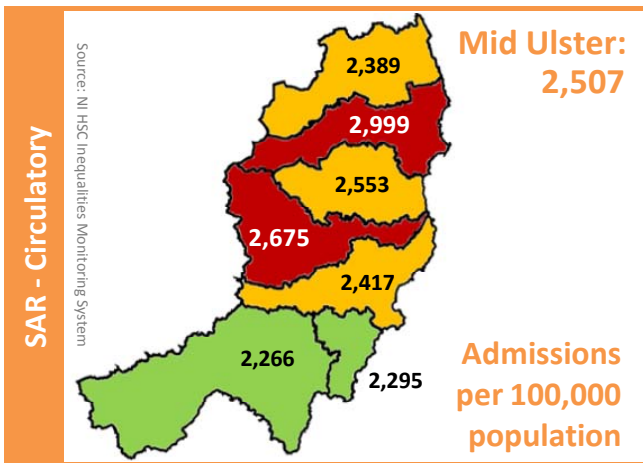 SAR - Circulatory
Source: NI HSC Inequalities Monitoring System
Mid Ulster:
2,507
2,389
2,999
2,553
2,675
2,417
2,266
2,295
Admissions
per 100,000
population